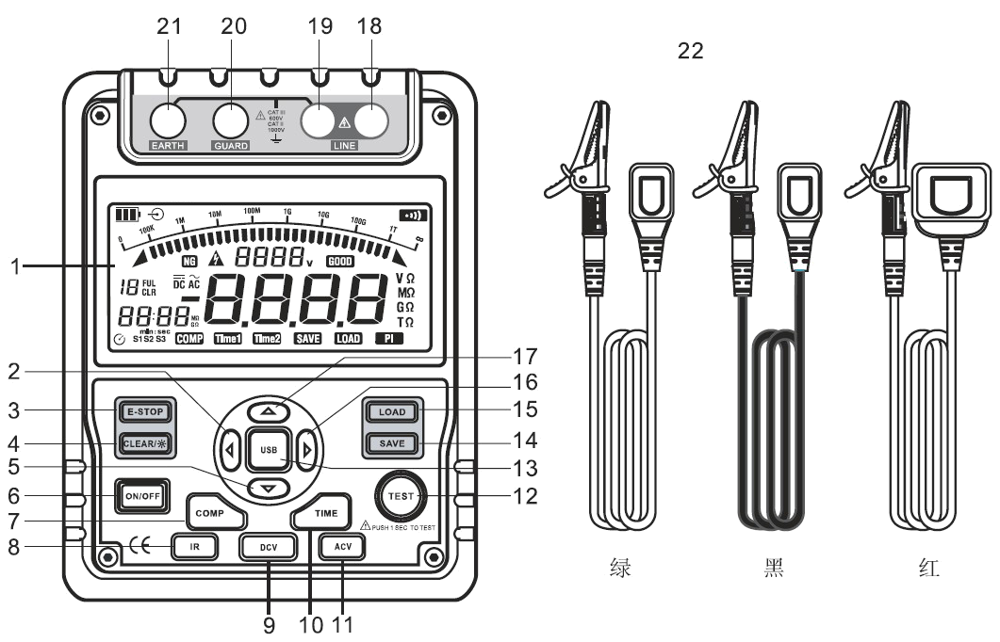 21 20 19 18
22
CAT III
600V
CAT II
1000V
EARTH GUARD LINE
0 100K 1M 10M 100M 1G 10G 100G 1T ∞
1
NG 8888 V GOOD
18 FUL
CLR
DC AC
8.8.8.8
V Ω
MΩ
GΩ
TΩ
88:88 MΩ
GΩ
min: sec
S1 S2 S3
COMP Time1 Time2 SAVE LOAD PI
2
17
16
3 E-STOP LOAD 15
4 CLEAR/ USB SAVE 14
5
13
6 ON/OFF TEST 12
7 COMP TIME
PUSH 1 SEC TO TEST
8 CE IR DCV ACV
9 10 11
绿 黑 红